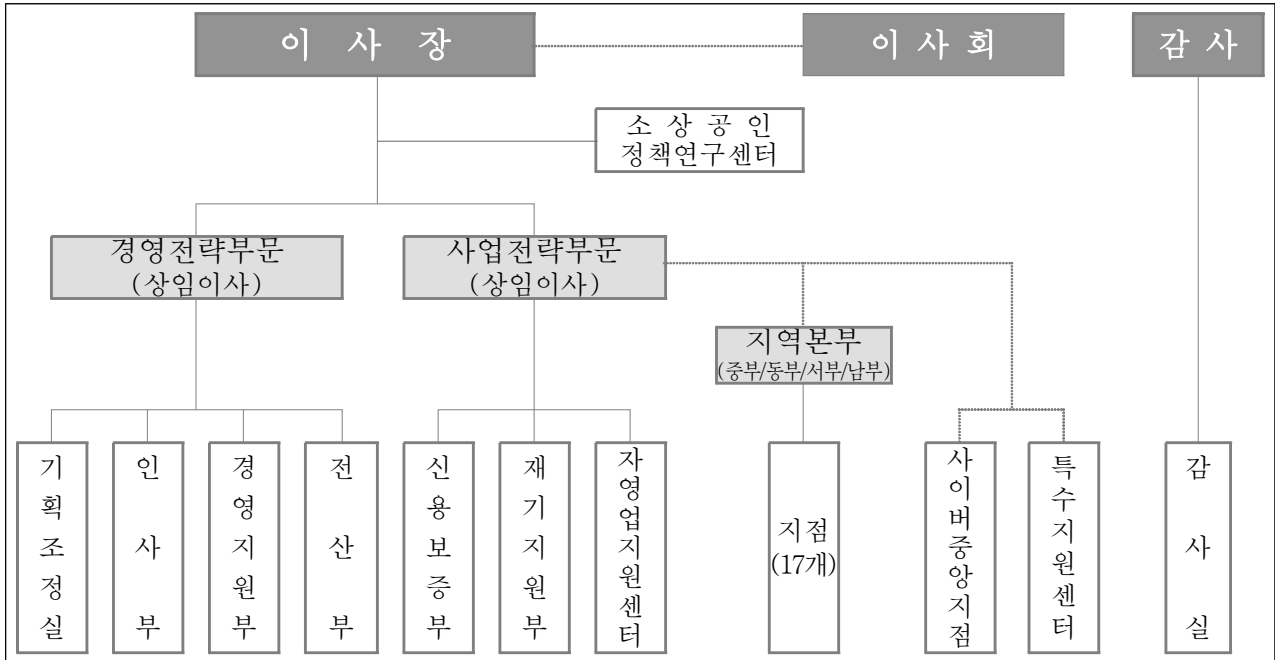 이 사 장
이 사 회
감 사
소 상 공 인
정책연구센터
경영전략부문
(상임이사)
사업전략부문
(상임이사)
지역본부
(중부/동부/서부/남부)
기획조정실
인사부
경영지원부
전산부
신용보증부
재기지원부
자영업지원센터
지점
(17개)
사이버중앙지점
특수지원센터
감사실